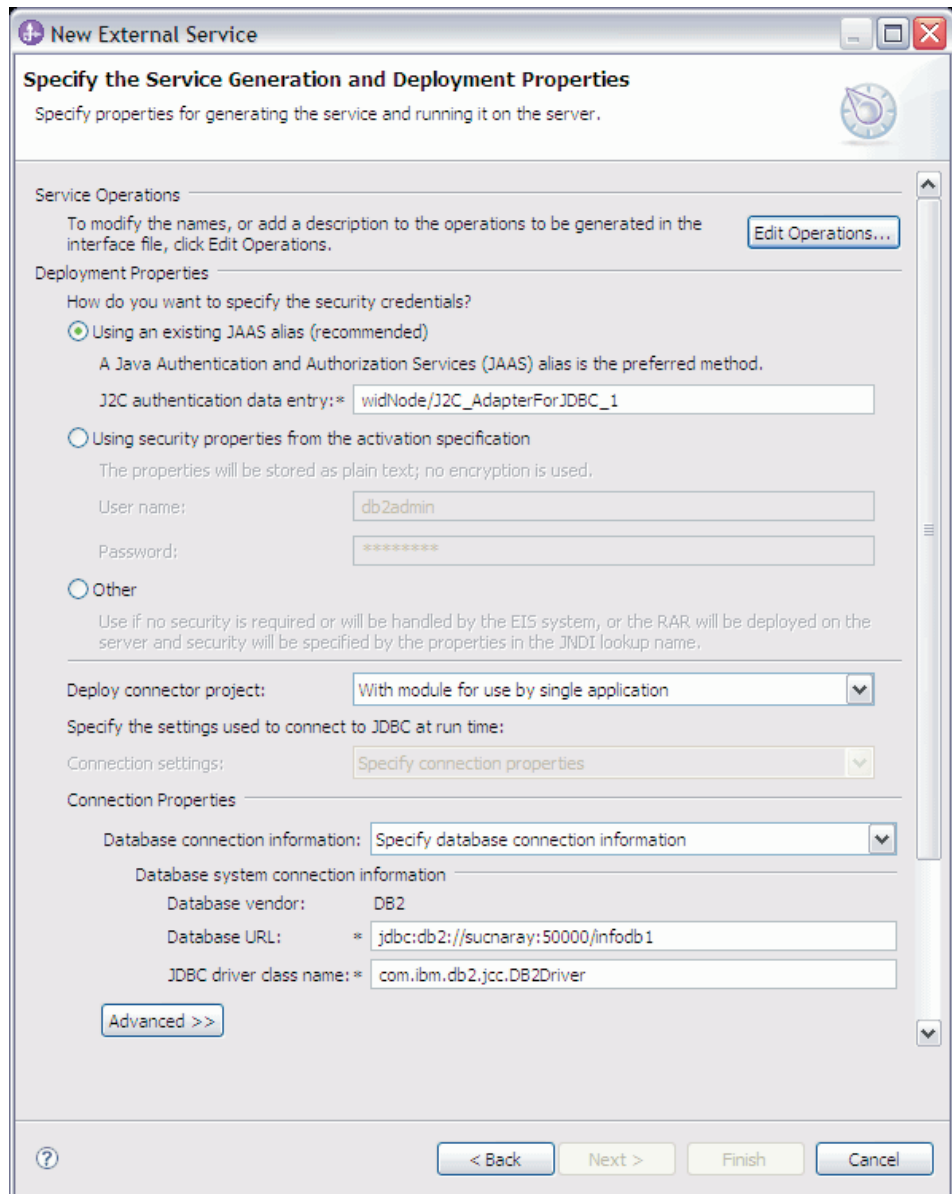 New External Service
Specify the Service Generation and Deployment Properties
Specify properties for generating the service and running it on the server.
Service Operations
To modify the names, or add a description to the operations to be generated in the
interface file, click Edit Operations.
Edit Operations...
Deployment Properties
How do you want to specify the security credentials?
Using an existing JAAS alias (recommended)
A Java Authentication and Authorization Services (JAAS) alias is the preferred method.
J2C authentication data entry:* widNode/J2C_AdapterForJDBC_1
Using security properties from the activation specification
The properties will be stored as plain text; no encryption is used.
User name: db2admin
Password: ********
Other
Use if no security is required or will be handled by the EIS system, or the RAR will be deployed on the
server and security will be specified by the properties in the JNDI lookup name.
Deploy connector project: With module for use by single application
Specify the settings used to connect to JDBC at run time:
Connection settings: Specify connection properties
Connection Properties
Database connection information: Specify database connection information
Database system connection information
Database vendor: DB2
Database URL: * jdbc:db2://sucnaray:50000/infodb1
JDBC driver class name:* com.ibm.db2.jcc.DB2Driver
Advanced >>
? < Back Next > Finish Cancel